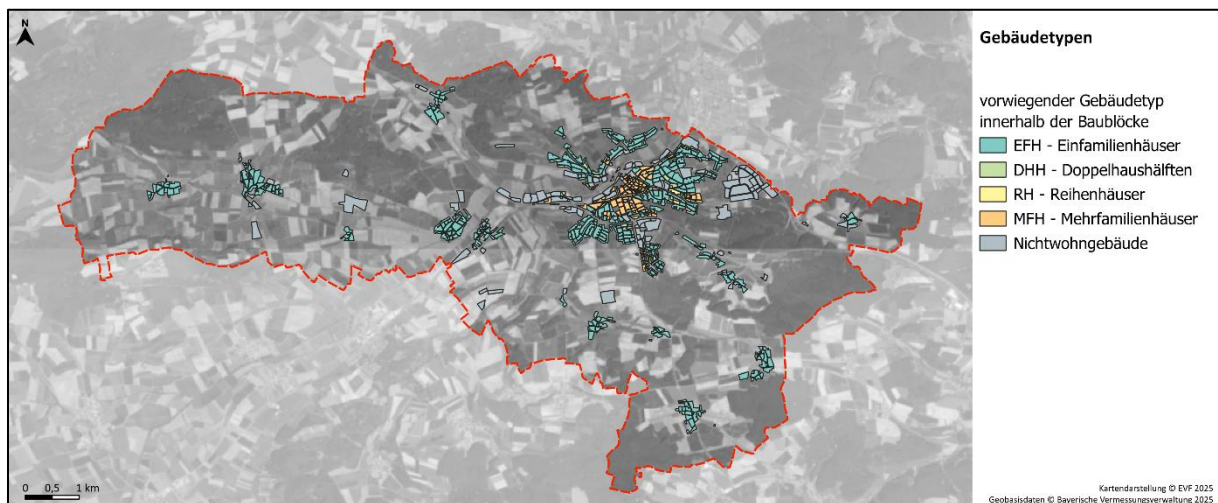 N
Gebäudetypen
vorwiegender Gebäudetyp
innerhalb der Baublöcke
EFH - Einfamilienhäuser
DHH - Doppelhaushälften
RH - Reihenhäuser
MFH - Mehrfamilienhäuser
Nichtwohngebäude
0 0,5 1 km
Kartendarstellung © EVF 2025
Geobasisdaten © Bayerische Vermessungsverwaltung 2025